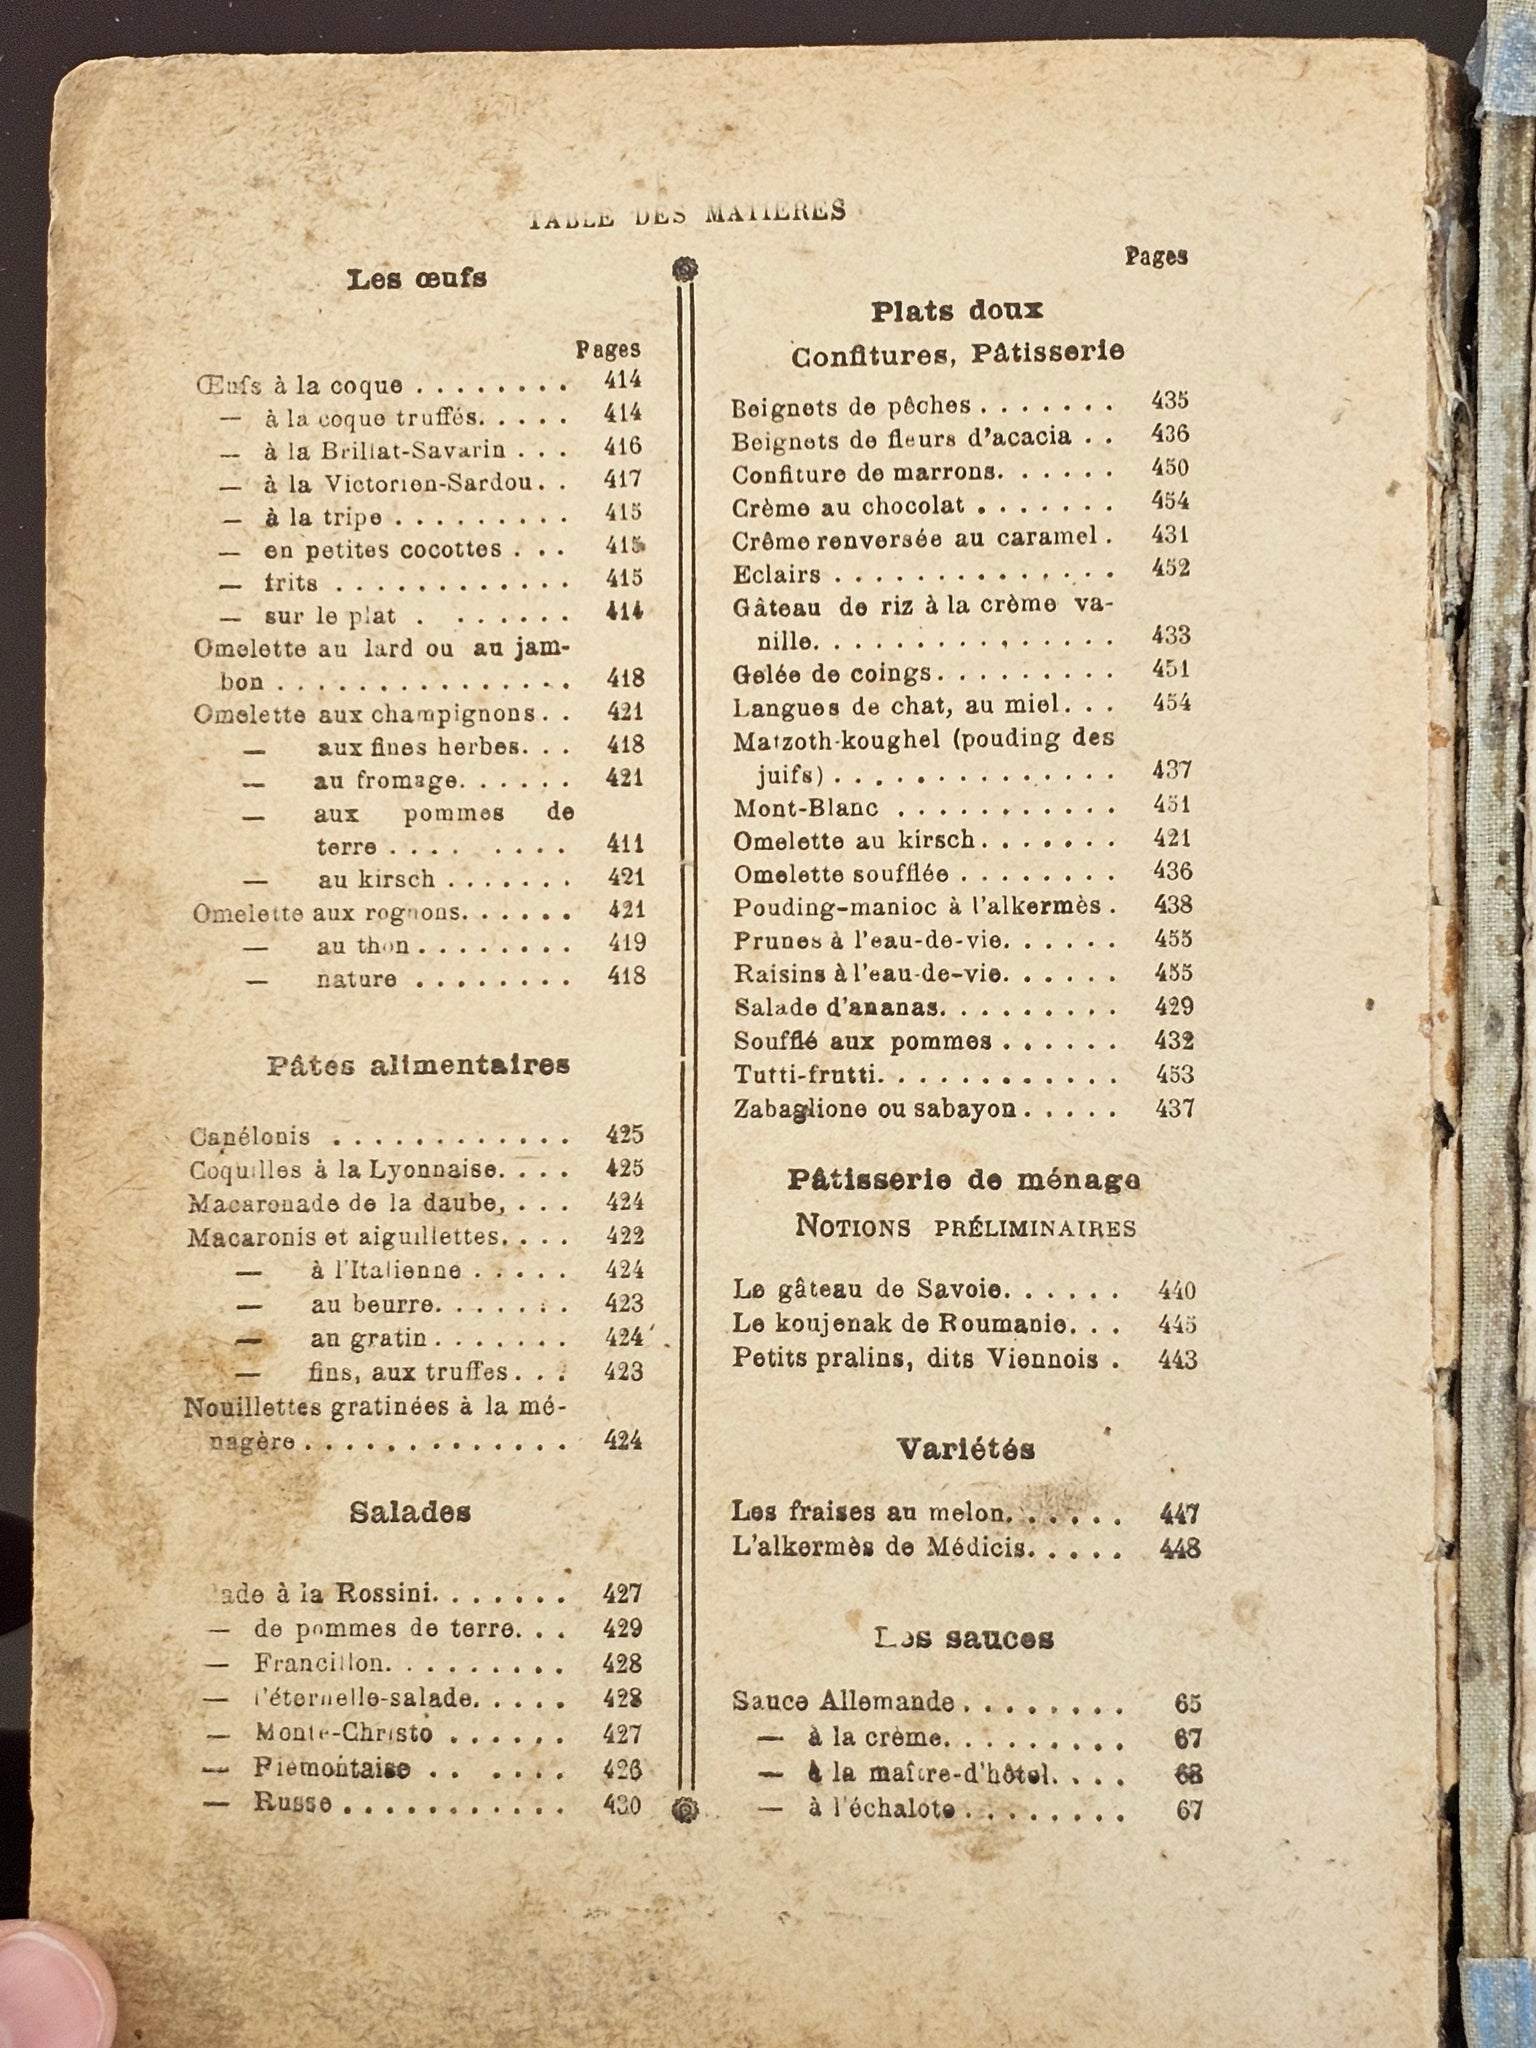 TABLE DES MATIÈRES
Les œufs
Pages
Œufs à la coque . . . . . . . . 414
— à la coque truffés. . . . . 414
— à la Brillat-Savarin . . . 416
— à la Victorien-Sardou. . 417
— à la tripe . . . . . . . . . 415
— en petites cocottes . . . 415
— frits . . . . . . . . . . . . 415
— sur le plat . . . . . . . 414
Omelette au lard ou au jam-
bon . . . . . . . . . . . . . . . 418
Omelette aux champignons. . 421
— aux fines herbes. . . 418
— au fromage. . . . . . 421
— aux pommes de
terre . . . . . . . . 411
— au kirsch . . . . . . . 421
Omelette aux rognons. . . . . . 421
— au thon . . . . . . . . 419
— nature . . . . . . . . 418
Pâtes alimentaires
Canélonis . . . . . . . . . . . . 425
Coquilles à la Lyonnaise. . . . 425
Macaronade de la daube, . . . 424
Macaronis et aiguillettes. . . . 422
— à l'Italienne . . . . . 424
— au beurre. . . . . . . 423
— an gratin . . . . . . . 424
— fins, aux truffes . . . 423
Nouillettes gratinées à la mé-
nagère . . . . . . . . . . . . . 424
Salades
lade à la Rossini. . . . . . . 427
— de pommes de terre. . . 429
— Francillon. . . . . . . . . 428
— l'éternelle-salade. . . . . 428
— Monte-Christo . . . . . . 427
— Piemontaise . . . . . . 426
— Russe . . . . . . . . . . . 430
Pages
Plats doux
Confitures, Pâtisserie
Beignets de pêches . . . . . . . 435
Beignets de fleurs d'acacia . . 436
Confiture de marrons. . . . . . 450
Crème au chocolat . . . . . . . 454
Crême renversée au caramel . 431
Eclairs . . . . . . . . . . . . . . 452
Gâteau de riz à la crème va-
nille. . . . . . . . . . . . . . . 433
Gelée de coings. . . . . . . . . 451
Langues de chat, au miel. . . 454
Matzoth-koughel (pouding des
juifs) . . . . . . . . . . . . . . 437
Mont-Blanc . . . . . . . . . . . 451
Omelette au kirsch. . . . . . . 421
Omelette soufflée . . . . . . . . 436
Pouding-manioc à l'alkermès . 438
Prunes à l'eau-de-vie. . . . . . 455
Raisins à l'eau-de-vie. . . . . . 455
Salade d'ananas. . . . . . . . . 429
Soufflé aux pommes . . . . . . 432
Tutti-frutti. . . . . . . . . . . . 453
Zabaglione ou sabayon . . . . . 437
Pâtisserie de ménage
NOTIONS PRÉLIMINAIRES
Le gâteau de Savoie. . . . . . 440
Le koujenak de Roumanie. . . 445
Petits pralins, dits Viennois . 443
Variétés
Les fraises au melon. . . . . . 447
L'alkermès de Médicis. . . . . 448
Les sauces
Sauce Allemande . . . . . . . . 65
— à la crème. . . . . . . . . 67
— à la maître-d'hôtel. . . . 68
— à l'échalote . . . . . . . . 67